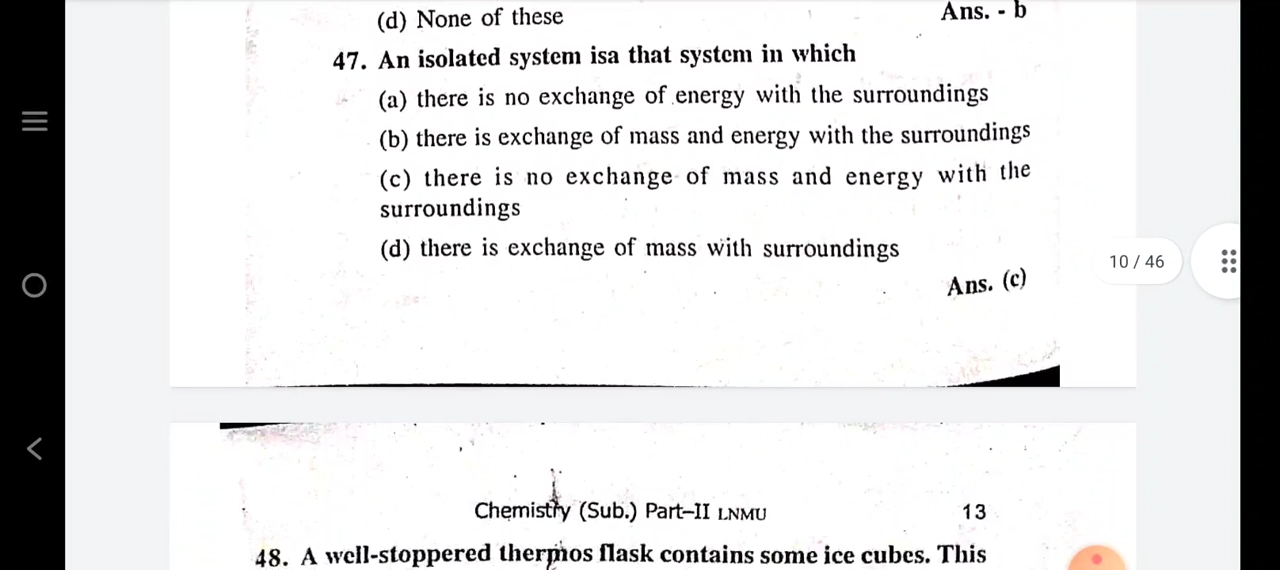 (d) None of these
Ans. - b
47. An isolated system isa that system in which
(a) there is no exchange of energy with the surroundings
(b) there is exchange of mass and energy with the surroundings
(c) there is no exchange of mass and energy with the
surroundings
(d) there is exchange of mass with surroundings
Ans. (c)
10 / 46
Chemistry (Sub.) Part–II LNMU
13
48. A well-stoppered thermos flask contains some ice cubes. This